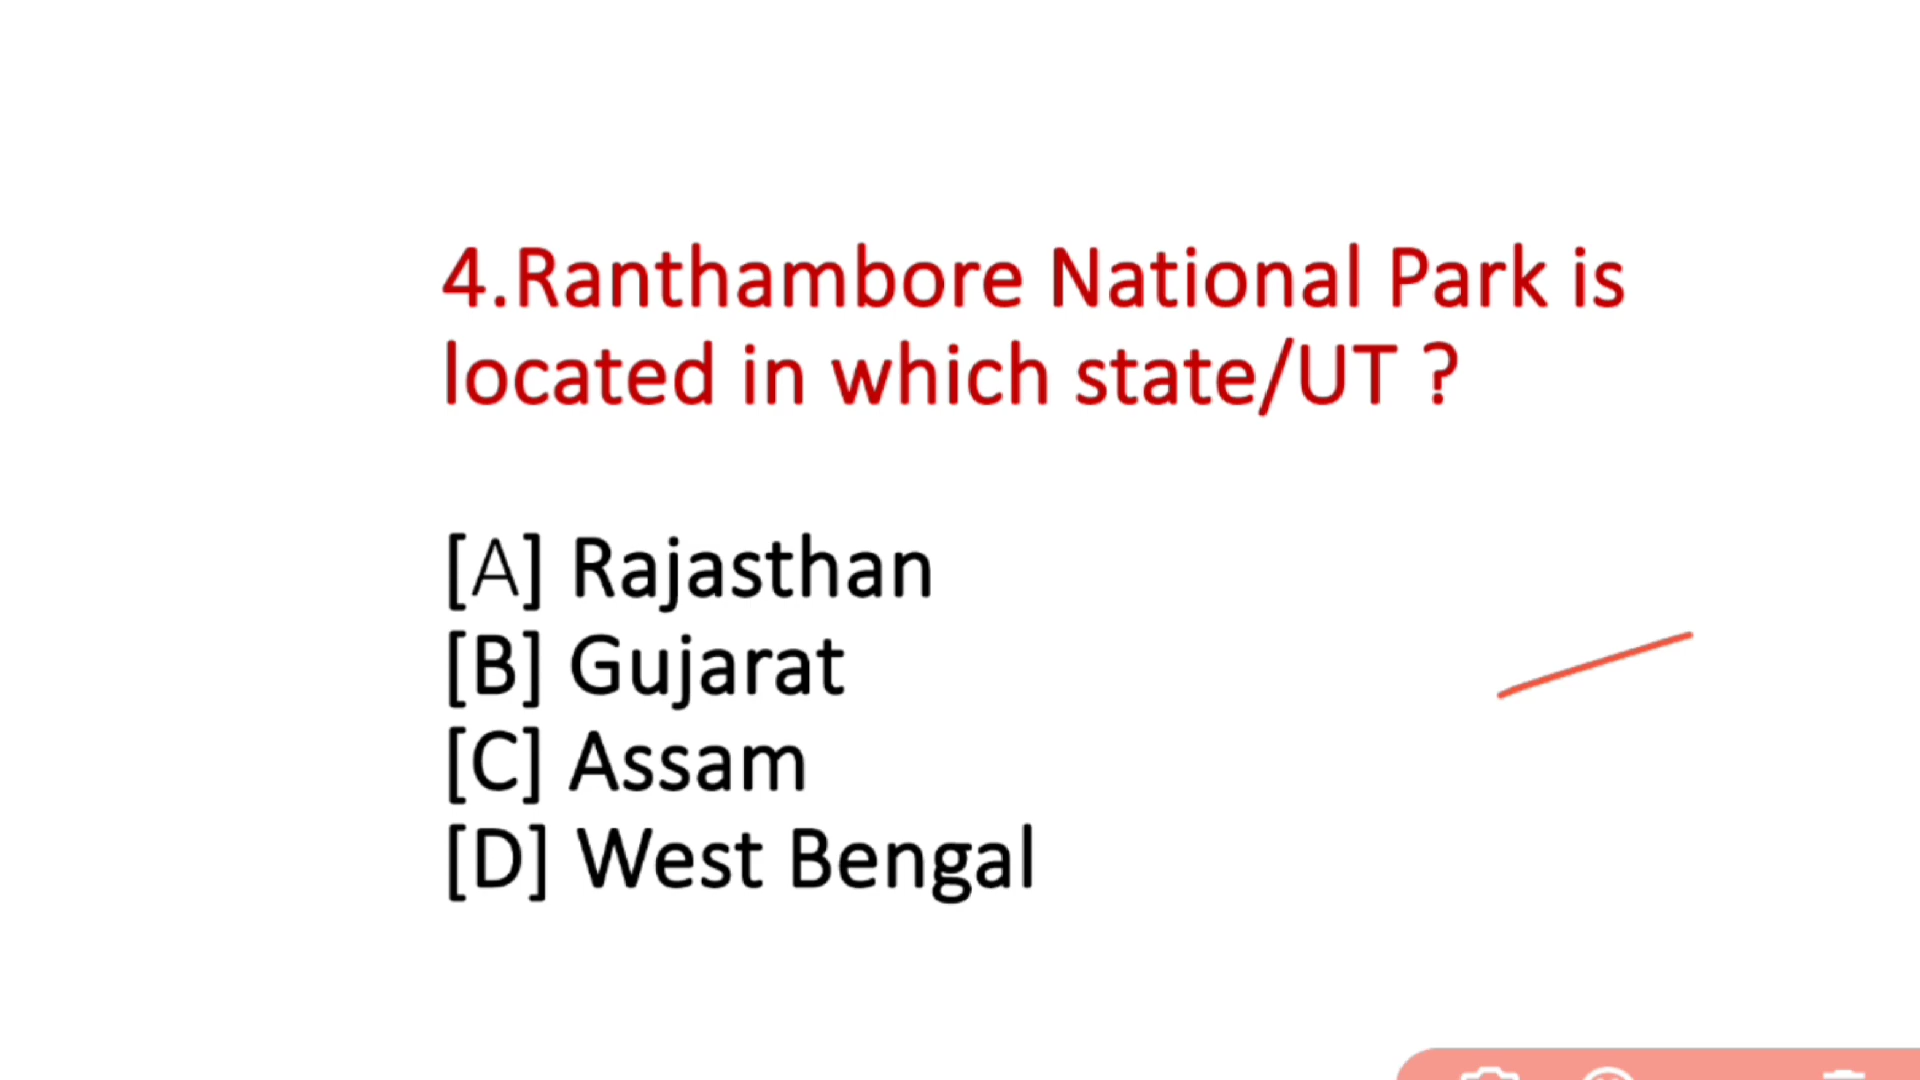 4.Ranthambore National Park is
located in which state/UT ?
[A] Rajasthan
[B] Gujarat
[C] Assam
[D] West Bengal